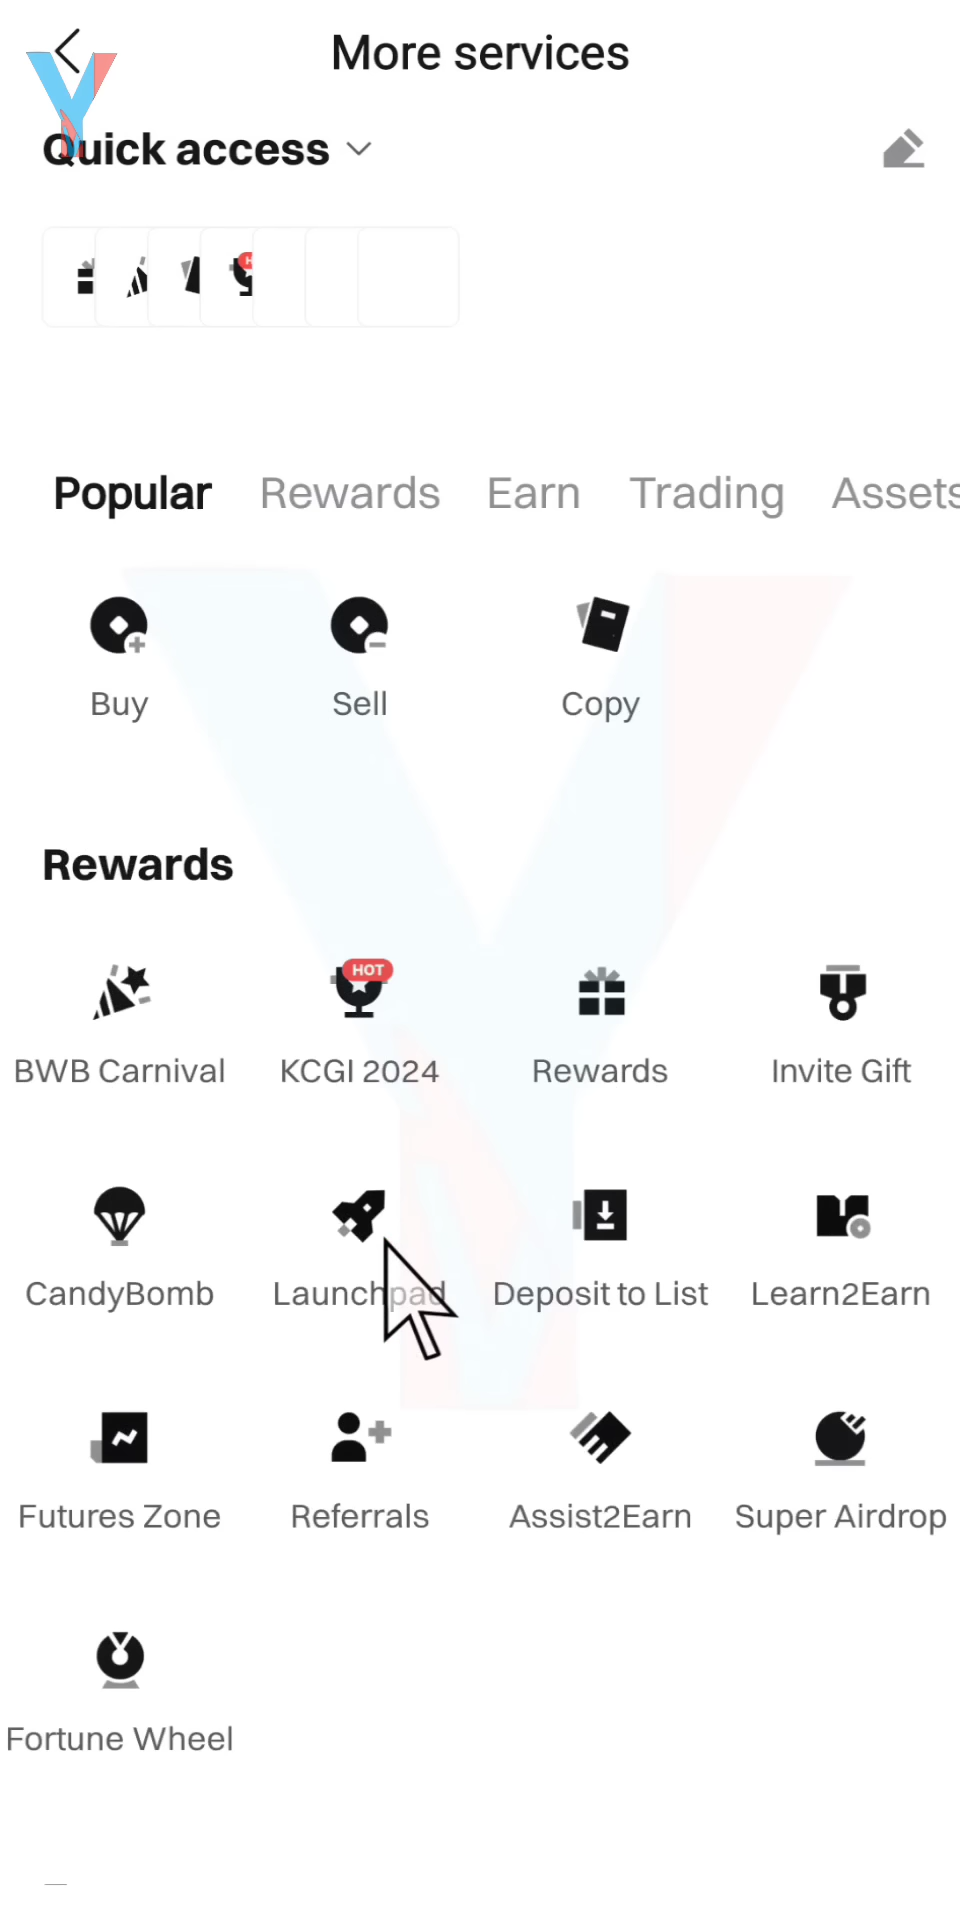 More services
Quick access
Popular Rewards Earn Trading Assets
Buy Sell Copy
Rewards
HOT
BWB Carnival KCGI 2024 Rewards Invite Gift
CandyBomb Launchpad Deposit to List Learn2Earn
Futures Zone Referrals Assist2Earn Super Airdrop
Fortune Wheel